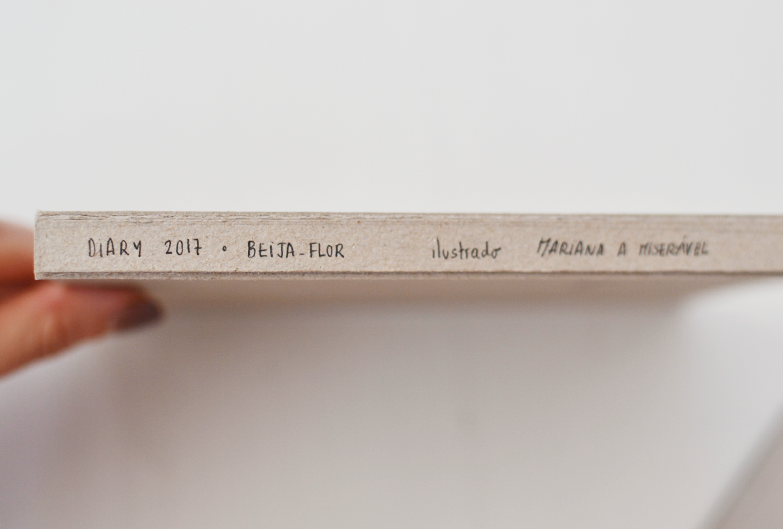 DiARY 2017 • BEiJA-FLOR ilustrado MARIANA A MISERÁVEL